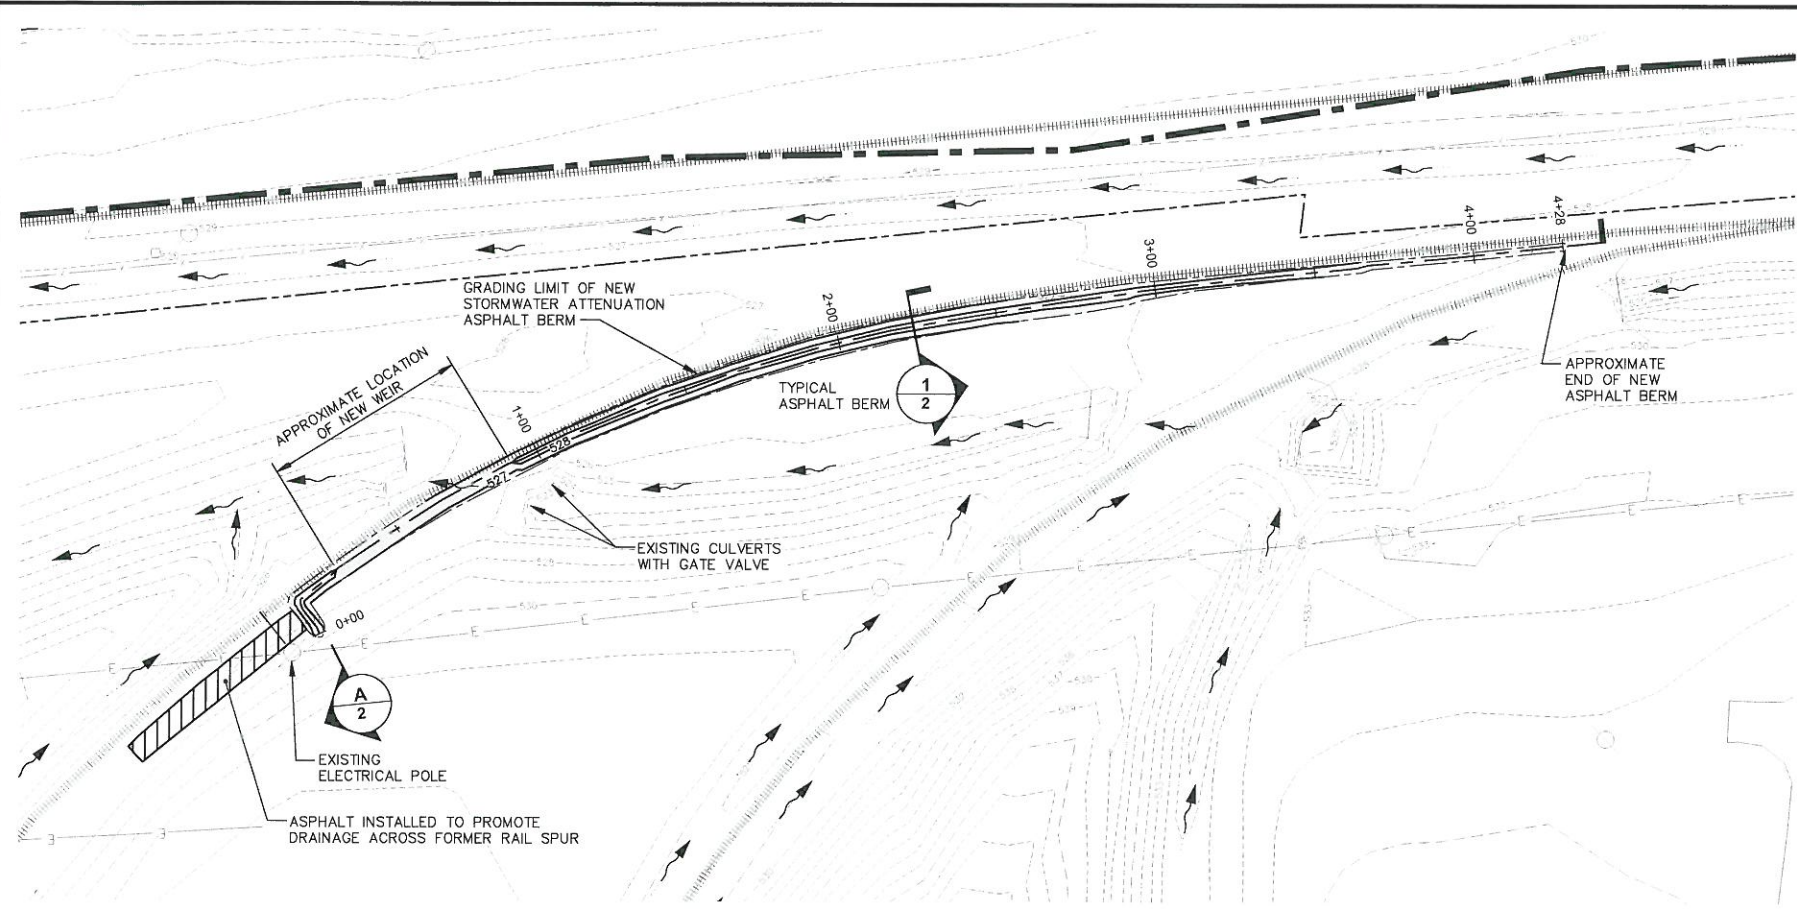 GRADING LIMIT OF NEW
STORMWATER ATTENUATION
ASPHALT BERM
APPROXIMATE LOCATION
OF NEW WEIR
0+00
1+00
2+00
3+00
4+00
4+28
527
528
TYPICAL
ASPHALT BERM
1
2
APPROXIMATE
END OF NEW
ASPHALT BERM
EXISTING CULVERTS
WITH GATE VALVE
A
2
EXISTING
ELECTRICAL POLE
ASPHALT INSTALLED TO PROMOTE
DRAINAGE ACROSS FORMER RAIL SPUR
530
E
E
E
E
E
E
E
E
E
E
E